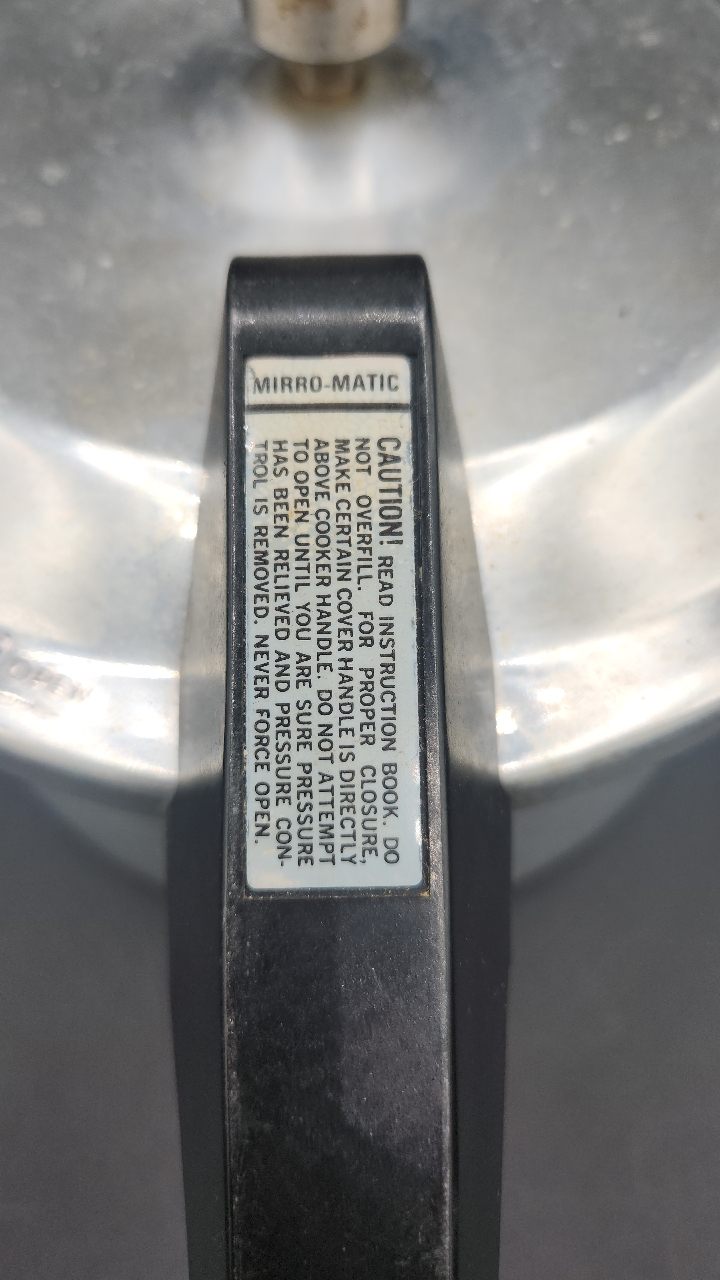 MIRRO-MATIC
CAUTION! READ INSTRUCTION BOOK. DO
NOT OVERFILL. FOR PROPER CLOSURE,
MAKE CERTAIN COVER HANDLE IS DIRECTLY
ABOVE COOKER HANDLE. DO NOT ATTEMPT
TO OPEN UNTIL YOU ARE SURE PRESSURE
HAS BEEN RELIEVED AND PRESSURE CON-
TROL IS REMOVED. NEVER FORCE OPEN.